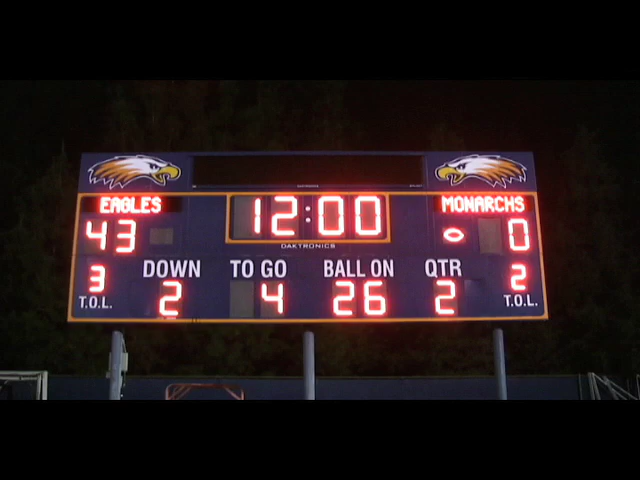 EAGLES 12:00 MONARCHS
43 0
DAKTRONICS
DOWN TO GO BALL ON QTR
3 2 4 26 2 2
T.O.L. T.O.L.